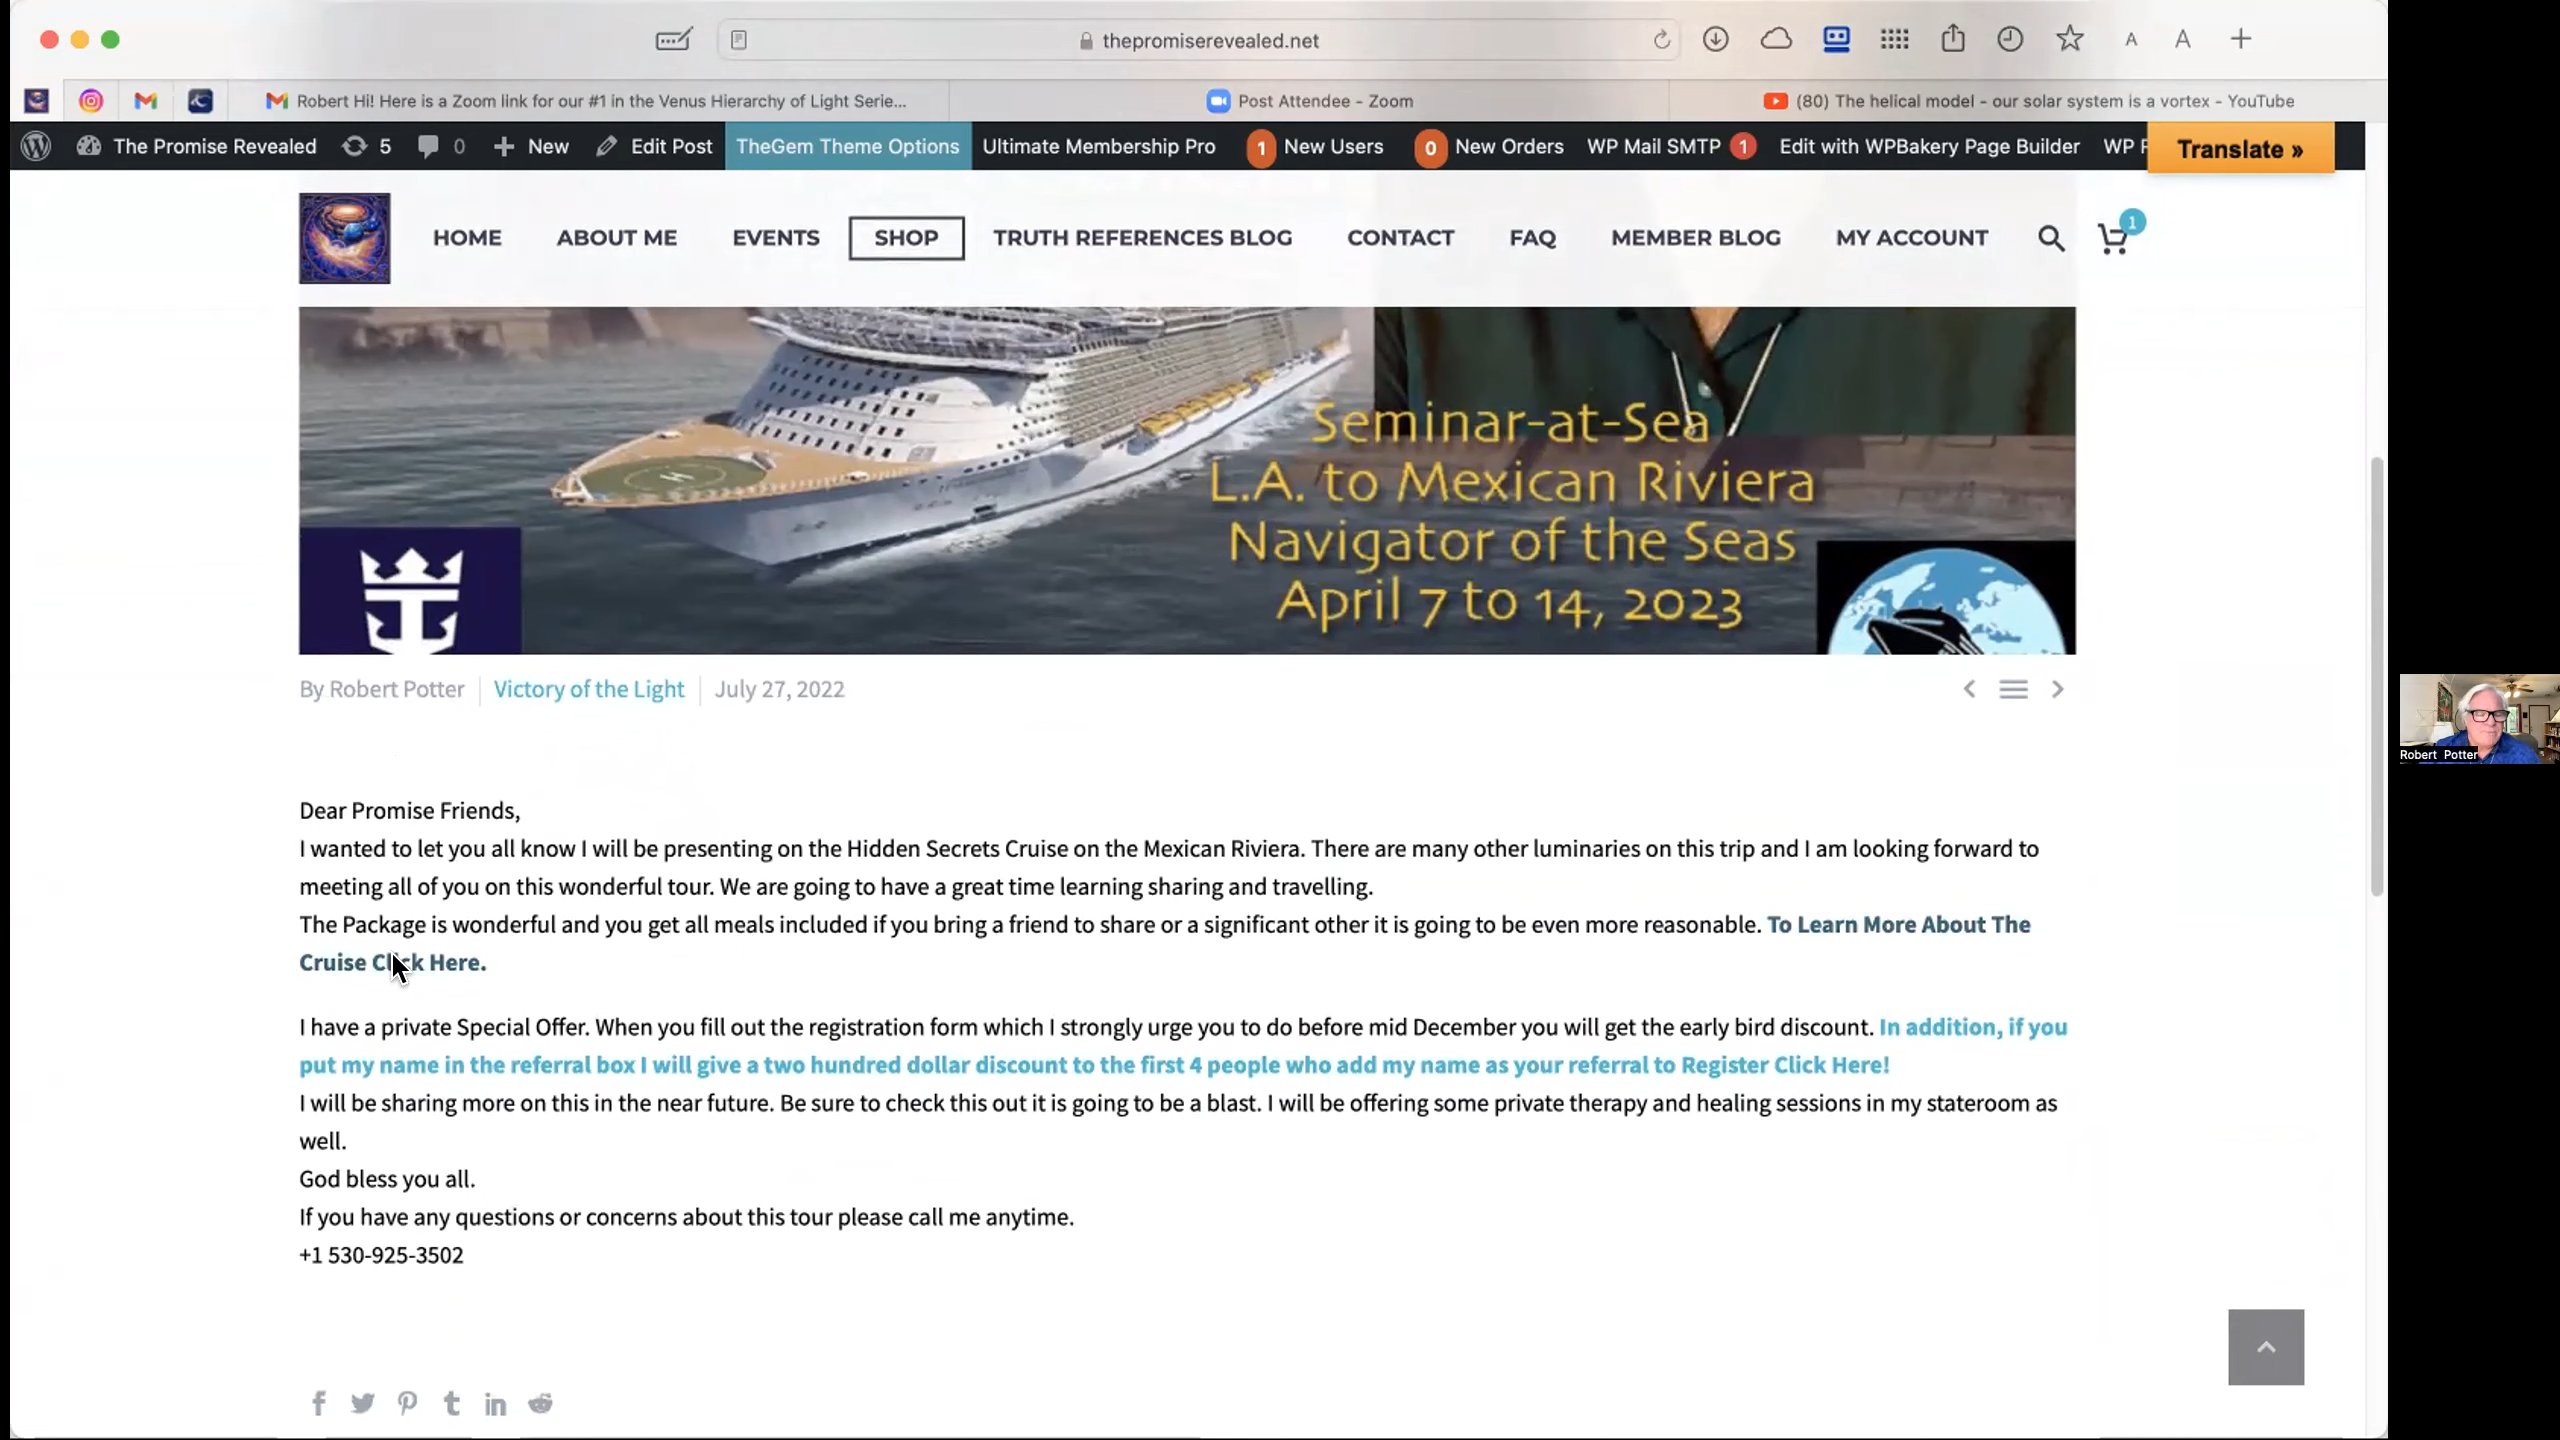 thepromiserevealed.net
Robert Hi! Here is a Zoom link for our #1 in the Venus Hierarchy of Light Serie...
Post Attendee - Zoom
(80) The helical model - our solar system is a vortex - YouTube
The Promise Revealed 5 0 New Edit Post TheGem Theme Options Ultimate Membership Pro 1 New Users 0 New Orders WP Mail SMTP 1 Edit with WPBakery Page Builder WP
Translate »
HOME ABOUT ME EVENTS SHOP TRUTH REFERENCES BLOG CONTACT FAQ MEMBER BLOG MY ACCOUNT 1
Seminar-at-Sea
L.A. to Mexican Riviera
Navigator of the Seas
April 7 to 14, 2023
By Robert Potter Victory of the Light July 27, 2022
Robert Potter
Dear Promise Friends,
I wanted to let you all know I will be presenting on the Hidden Secrets Cruise on the Mexican Riviera. There are many other luminaries on this trip and I am looking forward to
meeting all of you on this wonderful tour. We are going to have a great time learning sharing and travelling.
The Package is wonderful and you get all meals included if you bring a friend to share or a significant other it is going to be even more reasonable. To Learn More About The
Cruise Click Here.
I have a private Special Offer. When you fill out the registration form which I strongly urge you to do before mid December you will get the early bird discount. In addition, if you
put my name in the referral box I will give a two hundred dollar discount to the first 4 people who add my name as your referral to Register Click Here!
I will be sharing more on this in the near future. Be sure to check this out it is going to be a blast. I will be offering some private therapy and healing sessions in my stateroom as
well.
God bless you all.
If you have any questions or concerns about this tour please call me anytime.
+1 530-925-3502